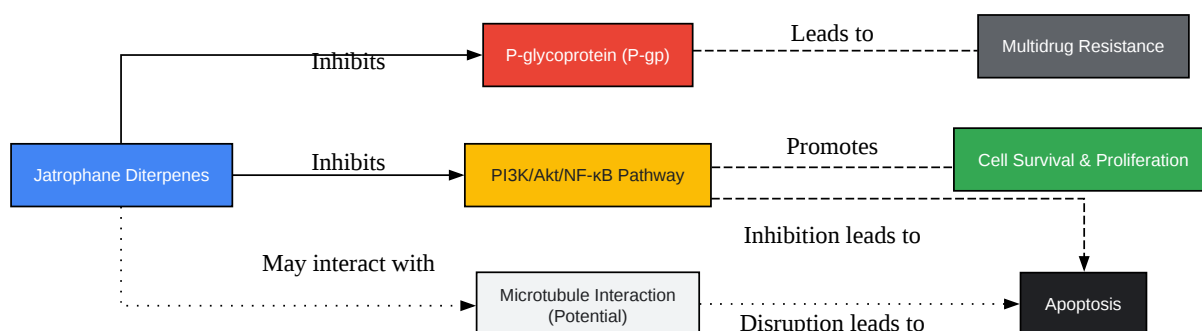 Leads to
P-glycoprotein (P-gp)
Multidrug Resistance
Inhibits
Promotes
Jatrophane Diterpenes
Inhibits
PI3K/Akt/NF-κB Pathway
Cell Survival & Proliferation
Inhibition leads to
May interact with
Microtubule Interaction
(Potential)
Apoptosis
Disruption leads to